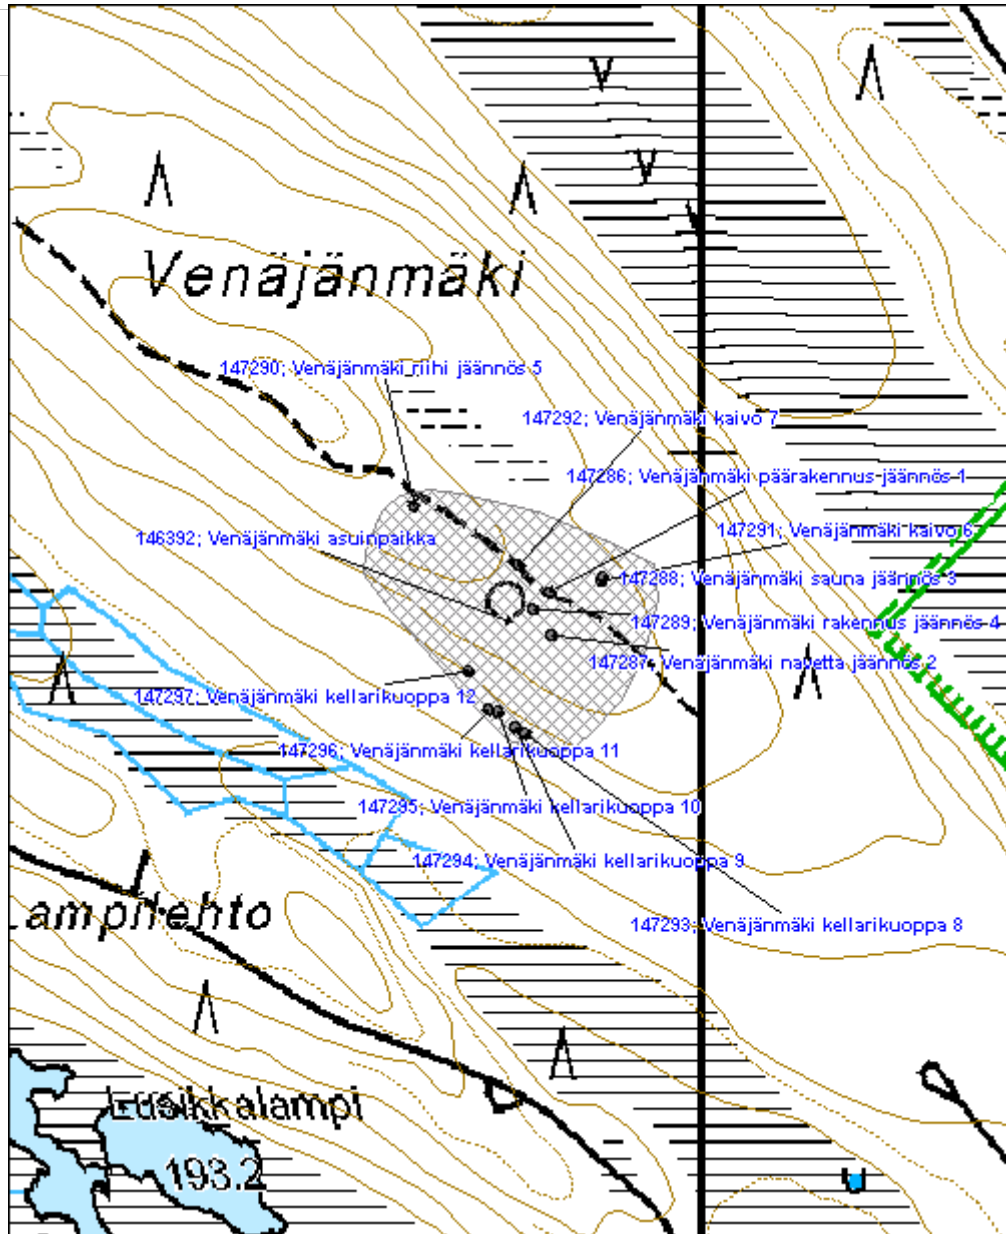 Venäjänmäki
147290; Venäjänmäki riihi jäännös 5
147292; Venäjänmäki kaivo 7
147286; Venäjänmäki päärakennus jäännös 1
147291; Venäjänmäki kaivo 6
146392; Venäjänmäki asuinpaikka
147288; Venäjänmäki sauna jäännös 3
147289; Venäjänmäki rakennus jäännös 4
147287; Venäjänmäki navetta jäännös 2
147297; Venäjänmäki kellarikuoppa 12
147296; Venäjänmäki kellarikuoppa 11
147295; Venäjänmäki kellarikuoppa 10
147294; Venäjänmäki kellarikuoppa 9
ampilehto
147293; Venäjänmäki kellarikuoppa 8
Lusikkalampi
193.2